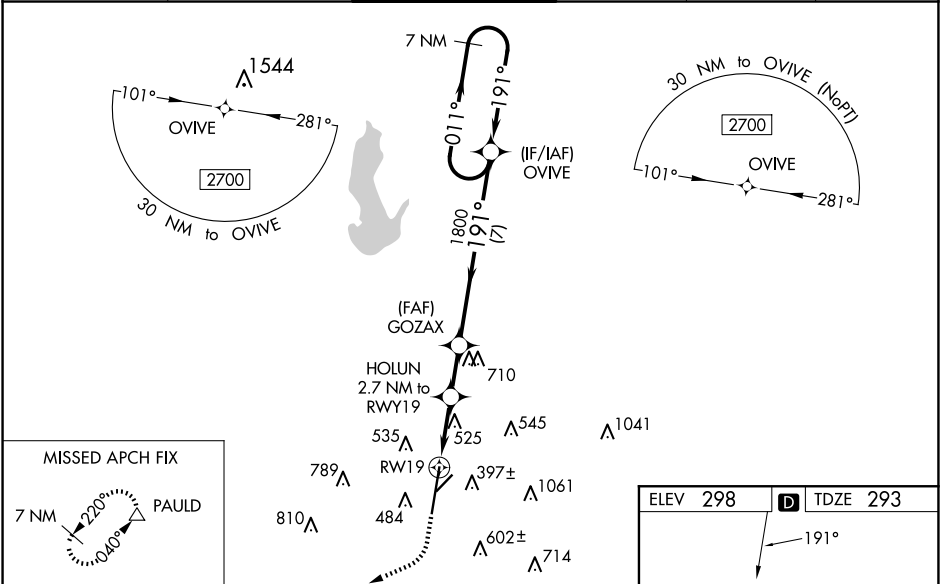 1544
101°
OVIVE
281°
2700
30 NM to OVIVE
7 NM
011°
191°
(IF/IAF)
OVIVE
1800
191°
(7)
30 NM to OVIVE (NoPT)
2700
101°
OVIVE
281°
(FAF)
GOZAX
710
HOLUN
2.7 NM to
RWY19
525
545
1041
535
RW19
789
397±
1061
484
810
602±
714
MISSED APCH FIX
7 NM
220°
040°
PAULD
ELEV 298 D TDZE 293
191°